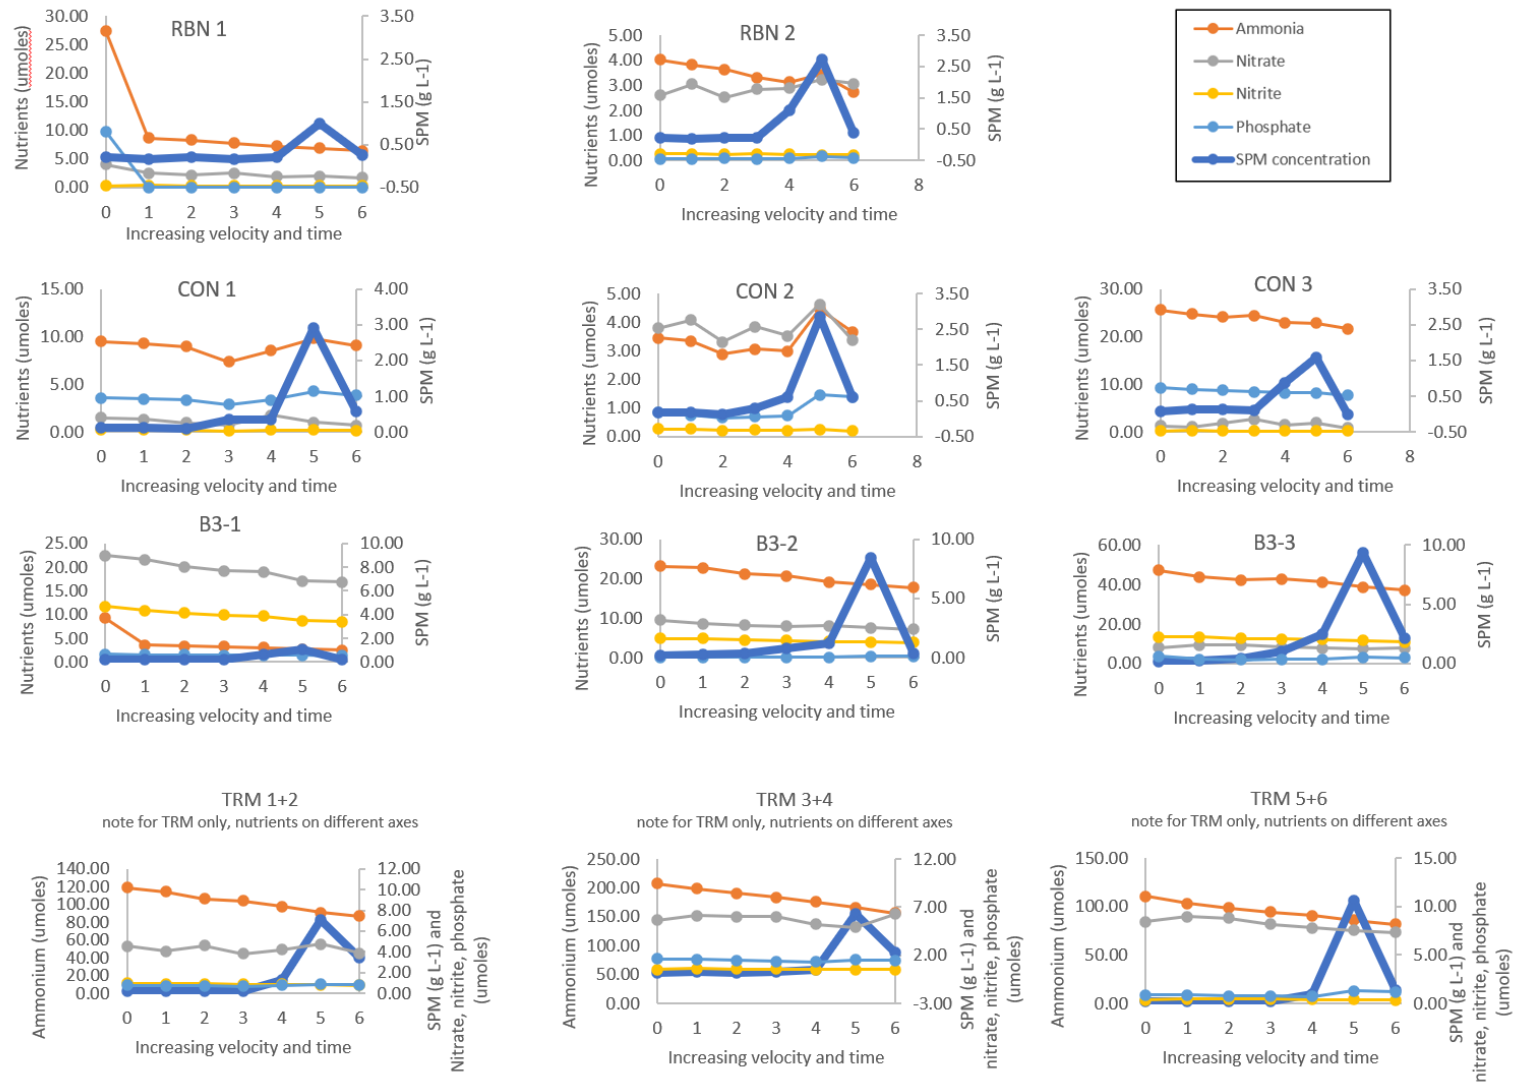 RBN 1
30.00
25.00
20.00
15.00
10.00
5.00
0.00
Nutrients (umoles)
3.50
2.50
1.50
0.50
-0.50
SPM (g L-1)
0 1 2 3 4 5 6
Increasing velocity and time
RBN 2
5.00
4.00
3.00
2.00
1.00
0.00
Nutrients (umoles)
3.50
2.50
1.50
0.50
-0.50
SPM (g L-1)
0 2 4 6 8
Increasing velocity and time
Ammonia
Nitrate
Nitrite
Phosphate
SPM concentration
CON 1
15.00
10.00
5.00
0.00
Nutrients (umoles)
4.00
3.00
2.00
1.00
0.00
SPM (g L-1)
0 1 2 3 4 5 6
Increasing velocity and time
CON 2
5.00
4.00
3.00
2.00
1.00
0.00
Nutrients (umoles)
3.50
2.50
1.50
0.50
-0.50
SPM (g L-1)
0 2 4 6 8
Increasing velocity and time
CON 3
30.00
20.00
10.00
0.00
Nutrients (umoles)
3.50
2.50
1.50
0.50
-0.50
SPM (g L-1)
0 2 4 6 8
Increasing velocity and time
B3-1
25.00
20.00
15.00
10.00
5.00
0.00
Nutrients (umoles)
10.00
8.00
6.00
4.00
2.00
0.00
SPM (g L-1)
0 1 2 3 4 5 6
Increasing velocity and time
B3-2
30.00
20.00
10.00
0.00
Nutrients (umoles)
10.00
5.00
0.00
SPM (g L-1)
0 1 2 3 4 5 6
Increasing velocity and time
B3-3
60.00
40.00
20.00
0.00
Nutrients (umoles)
10.00
5.00
0.00
SPM (g L-1)
0 1 2 3 4 5 6
Increasing velocity and time
TRM 1+2
note for TRM only, nutrients on different axes
140.00
120.00
100.00
80.00
60.00
40.00
20.00
0.00
Ammonium (umoles)
12.00
10.00
8.00
6.00
4.00
2.00
0.00
SPM (g L-1) and
Nitrate, nitrite, phosphate
(umoles)
0 1 2 3 4 5 6
Increasing velocity and time
TRM 3+4
note for TRM only, nutrients on different axes
250.00
200.00
150.00
100.00
50.00
0.00
Ammonium (umoles)
12.00
7.00
2.00
-3.00
SPM (g L-1) and
nitrate, nitrite, phosphate
(umoles)
0 1 2 3 4 5 6
Increasing velocity and time
TRM 5+6
note for TRM only, nutrients on different axes
150.00
100.00
50.00
0.00
Ammonium (umoles)
15.00
10.00
5.00
0.00
SPM (g L-1) and
nitrate, nitrite, phosphate
(umoles)
0 1 2 3 4 5 6
Increasing velocity and time